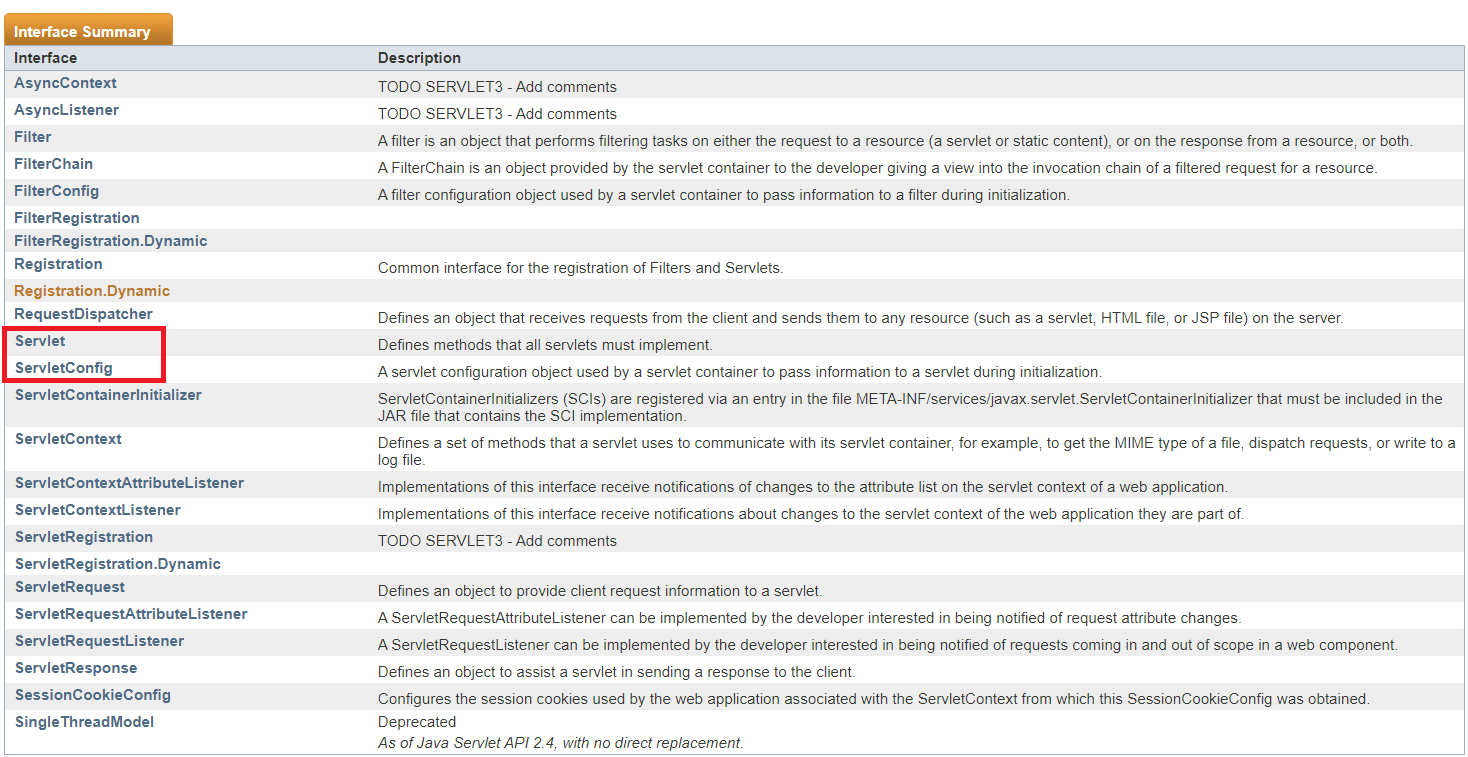 Interface Summary
Interface Description
AsyncContext TODO SERVLET3 - Add comments
AsyncListener TODO SERVLET3 - Add comments
Filter A filter is an object that performs filtering tasks on either the request to a resource (a servlet or static content), or on the response from a resource, or both.
FilterChain A FilterChain is an object provided by the servlet container to the developer giving a view into the invocation chain of a filtered request for a resource.
FilterConfig A filter configuration object used by a servlet container to pass information to a filter during initialization.
FilterRegistration
FilterRegistration.Dynamic
Registration Common interface for the registration of Filters and Servlets.
Registration.Dynamic
RequestDispatcher Defines an object that receives requests from the client and sends them to any resource (such as a servlet, HTML file, or JSP file) on the server.
Servlet Defines methods that all servlets must implement.
ServletConfig A servlet configuration object used by a servlet container to pass information to a servlet during initialization.
ServletContainerInitializer ServletContainerInitializers (SCIs) are registered via an entry in the file META-INF/services/javax.servlet.ServletContainerInitializer that must be included in the
JAR file that contains the SCI implementation.
ServletContext Defines a set of methods that a servlet uses to communicate with its servlet container, for example, to get the MIME type of a file, dispatch requests, or write to a
log file.
ServletContextAttributeListener Implementations of this interface receive notifications of changes to the attribute list on the servlet context of a web application.
ServletContextListener Implementations of this interface receive notifications about changes to the servlet context of the web application they are part of.
ServletRegistration TODO SERVLET3 - Add comments
ServletRegistration.Dynamic
ServletRequest Defines an object to provide client request information to a servlet.
ServletRequestAttributeListener A ServletRequestAttributeListener can be implemented by the developer interested in being notified of request attribute changes.
ServletRequestListener A ServletRequestListener can be implemented by the developer interested in being notified of requests coming in and out of scope in a web component.
ServletResponse Defines an object to assist a servlet in sending a response to the client.
SessionCookieConfig Configures the session cookies used by the web application associated with the ServletContext from which this SessionCookieConfig was obtained.
SingleThreadModel Deprecated
As of Java Servlet API 2.4, with no direct replacement.